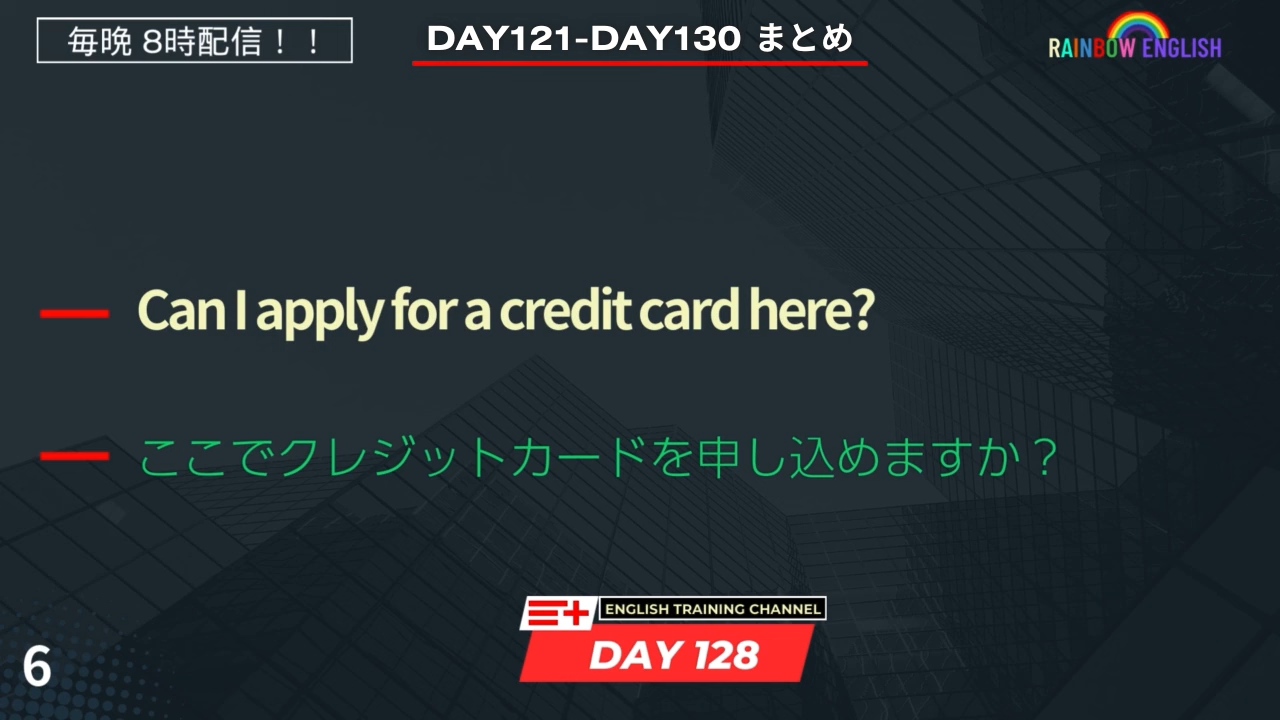 毎晩 8時配信！！
DAY121-DAY130 まとめ
RAINBOW ENGLISH
Can I apply for a credit card here?
ここでクレジットカードを申し込めますか？
ENGLISH TRAINING CHANNEL
DAY 128
6